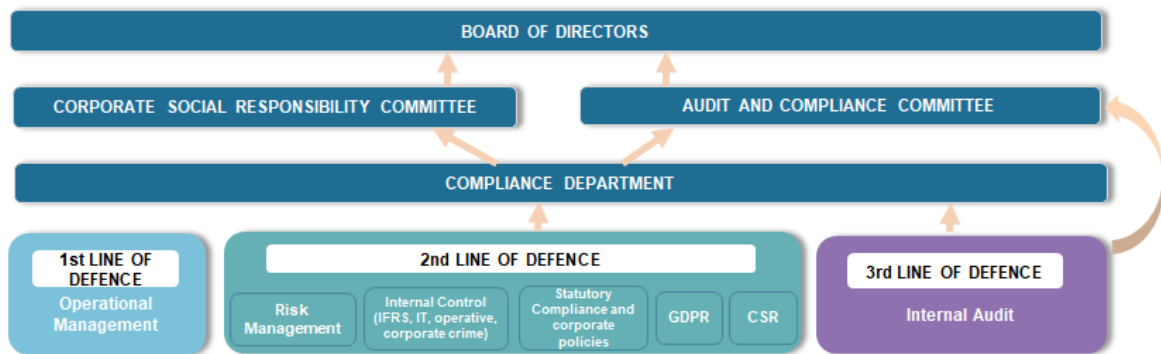 BOARD OF DIRECTORS
CORPORATE SOCIAL RESPONSIBILITY COMMITTEE
AUDIT AND COMPLIANCE COMMITTEE
COMPLIANCE DEPARTMENT
1st LINE OF
DEFENCE
Operational
Management
2nd LINE OF DEFENCE
Risk
Management
Internal Control
(IFRS, IT, operative,
corporate crime)
Statutory
Compliance and
corporate
policies
GDPR
CSR
3rd LINE OF DEFENCE
Internal Audit